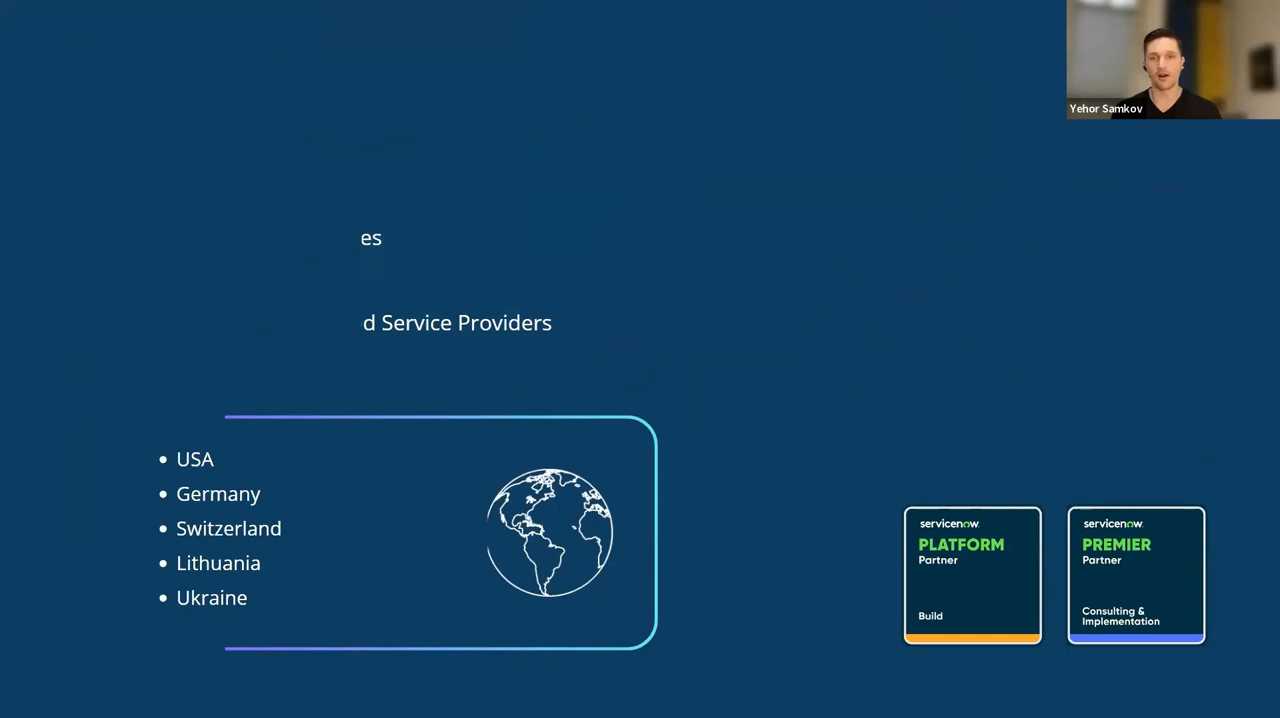 Yehor Samkov
es
d Service Providers
USA
Germany
Switzerland
Lithuania
Ukraine
servicenow
PLATFORM
Partner
Build
servicenow
PREMIER
Partner
Consulting &
Implementation